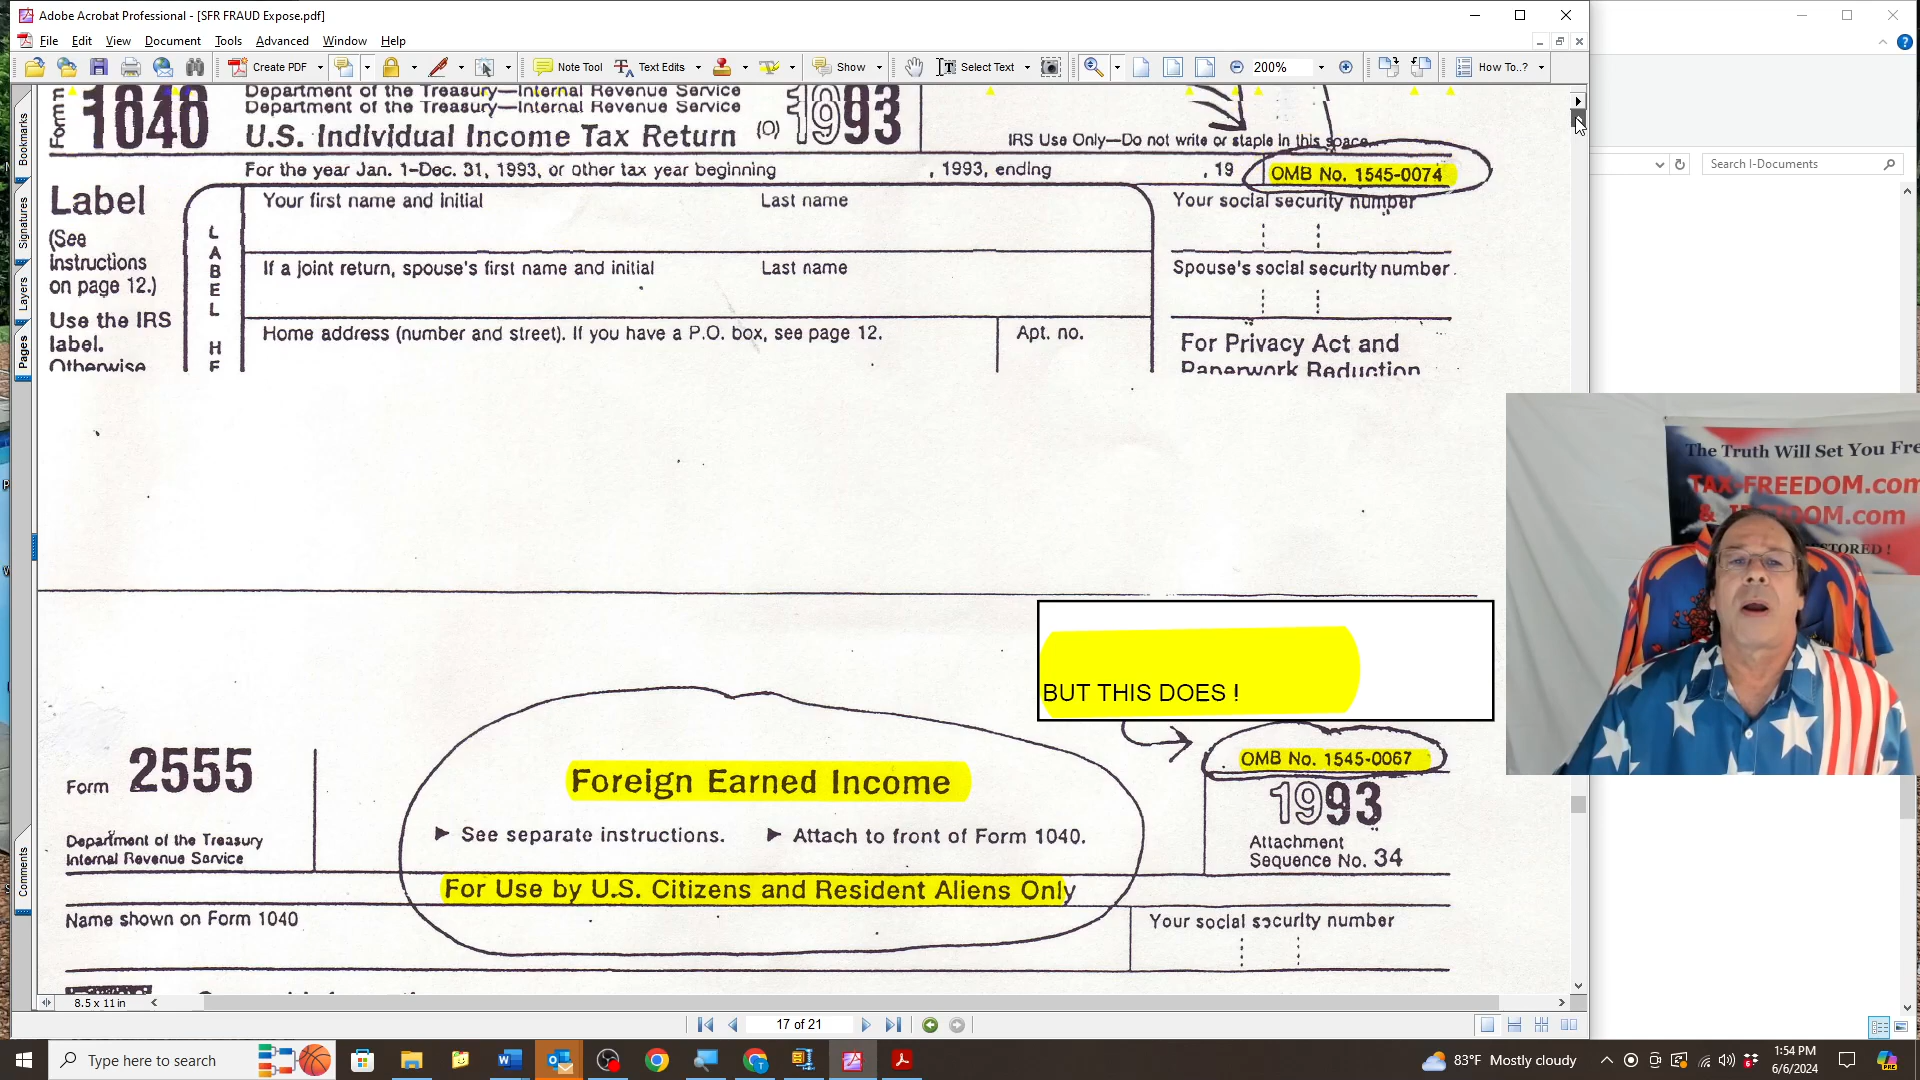 Adobe Acrobat Professional - [SFR FRAUD Expose.pdf]
File Edit View Document Tools Advanced Window Help
Create PDF Note Tool Text Edits Show Select Text 200% How To..?
Search I-Documents
Bookmarks
Signatures
Layers
Pages
Comments
Form 1040
Department of the Treasury—Internal Revenue Service
Department of the Treasury—Internal Revenue Service
U.S. Individual Income Tax Return (O) 1993
IRS Use Only—Do not write or staple in this space.
For the year Jan. 1–Dec. 31, 1993, or other tax year beginning , 1993, ending , 19 OMB No. 1545-0074
Label
(See
instructions
on page 12.)
Use the IRS
label.
Otherwise
L
A
B
E
L
H
E
Your first name and initial Last name Your social security number
If a joint return, spouse's first name and initial Last name Spouse's social security number
Home address (number and street). If you have a P.O. box, see page 12. Apt. no.
For Privacy Act and
Paperwork Reduction
The Truth Will Set You Fre
TAX-FREEDOM.com
BUT THIS DOES !
Form 2555
Department of the Treasury
Internal Revenue Service
Foreign Earned Income
► See separate instructions. ► Attach to front of Form 1040.
For Use by U.S. Citizens and Resident Aliens Only
OMB No. 1545-0067
1993
Attachment
Sequence No. 34
Name shown on Form 1040 Your social security number
8.5 x 11 in
17 of 21
Type here to search
83°F Mostly cloudy
1:54 PM
6/6/2024